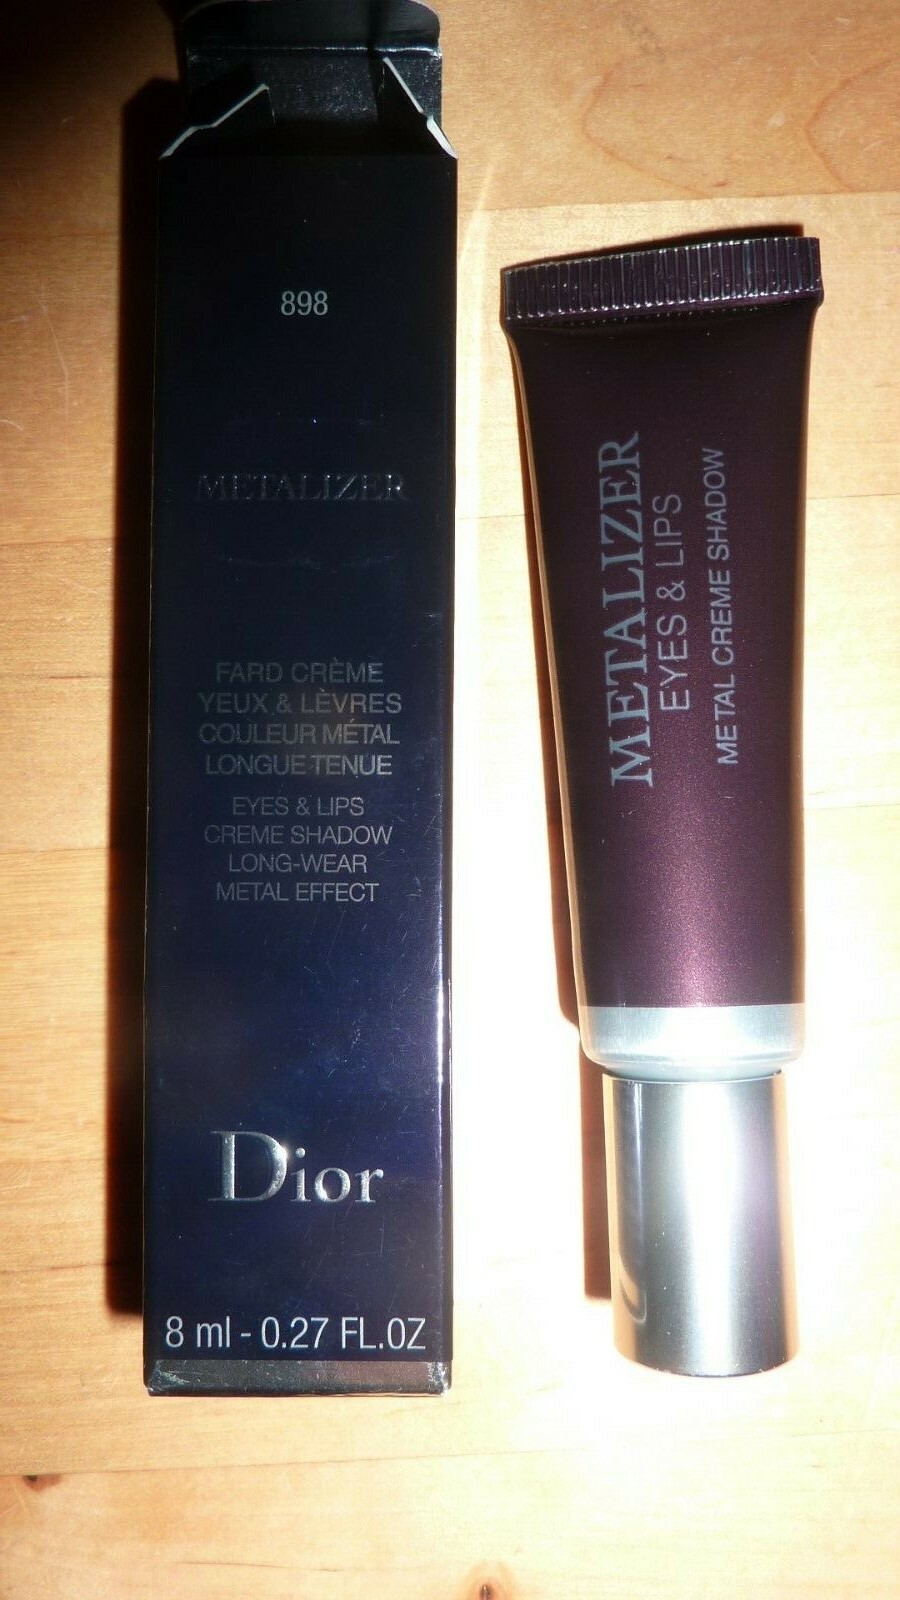 898
METALIZER
FARD CRÈME
YEUX & LÈVRES
COULEUR MÉTAL
LONGUE TENUE
EYES & LIPS
CREME SHADOW
LONG-WEAR
METAL EFFECT
Dior
8 ml - 0.27 FL.OZ
METALIZER
EYES & LIPS
METAL CREME SHADOW